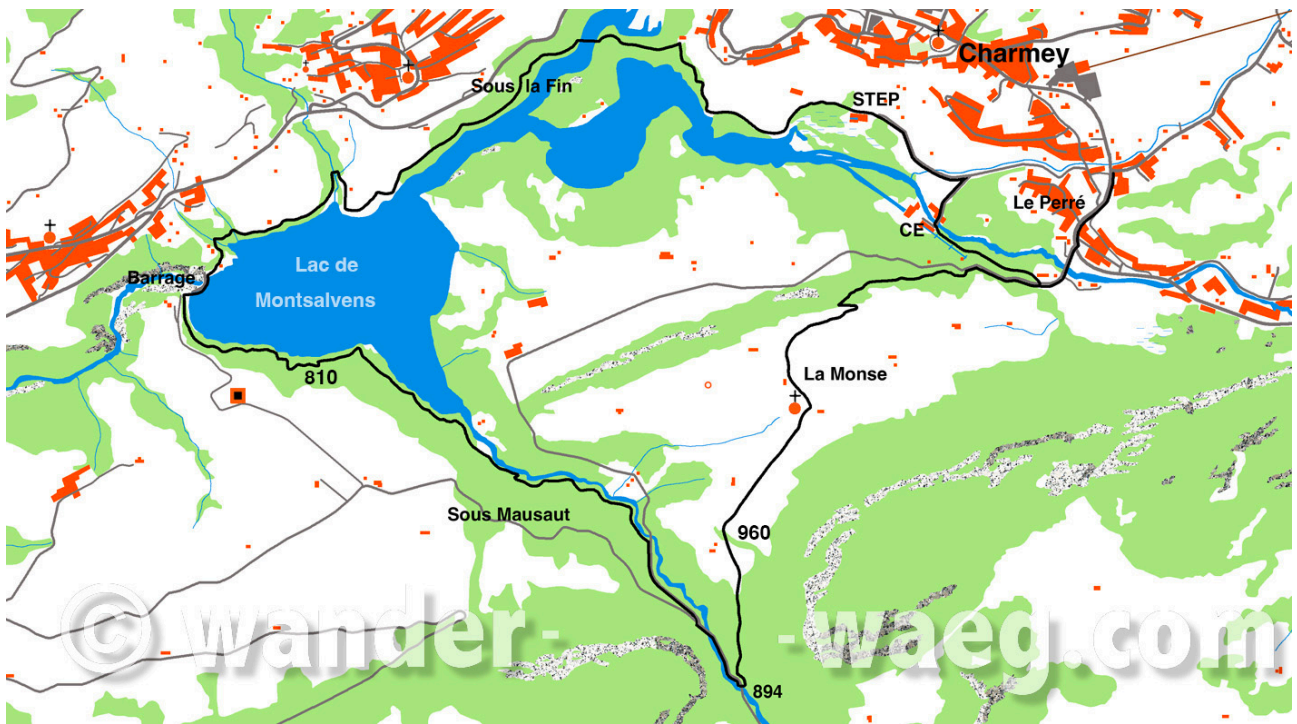 Charmey
Sous la Fin
STEP
Le Perré
CE
Barrage
Lac de
Montsalvens
810
La Monse
Sous Mausaut
960
© wander-
-waeg.com
894